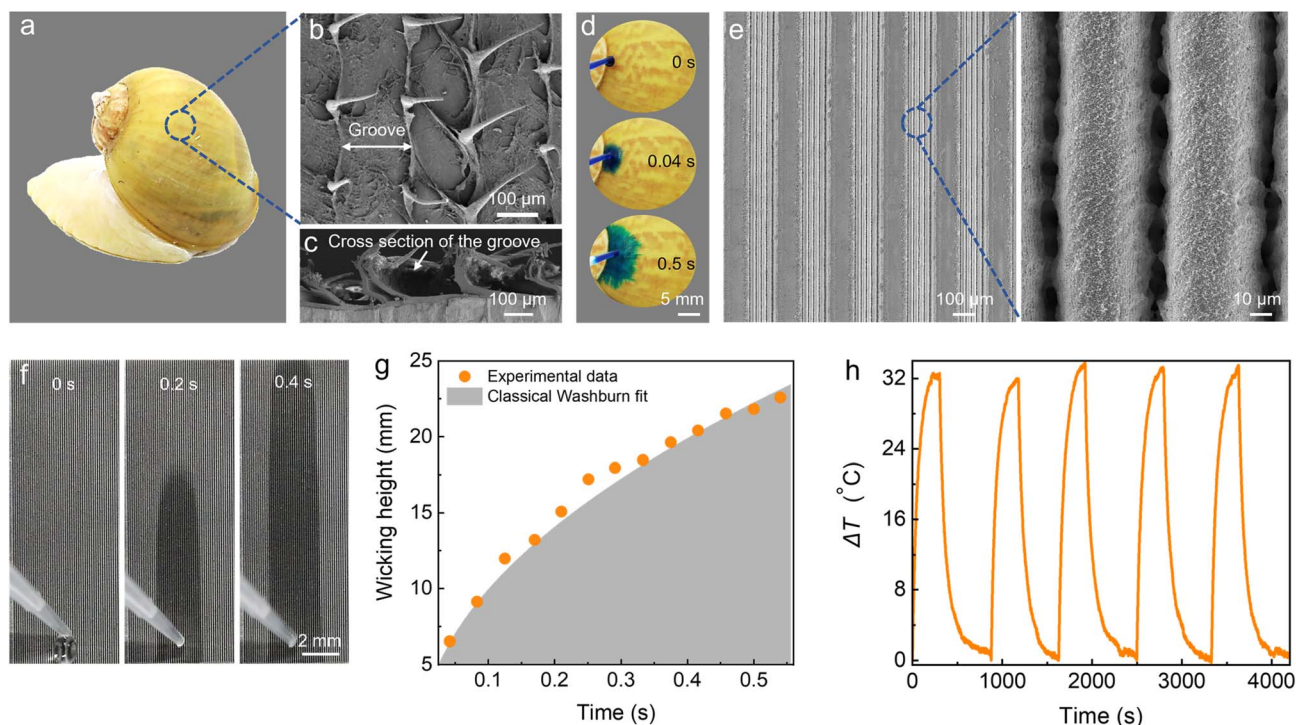 a
b
Groove
100 µm
c
Cross section of the groove
100 µm
d
0 s
0.04 s
0.5 s
5 mm
e
100 µm
10 µm
f
0 s
0.2 s
0.4 s
2 mm
g
25
20
15
10
5
Wicking height (mm)
Experimental data
Classical Washburn fit
0.1
0.2
0.3
0.4
0.5
Time (s)
h
32
24
16
8
0
ΔT (°C)
0
1000
2000
3000
4000
Time (s)